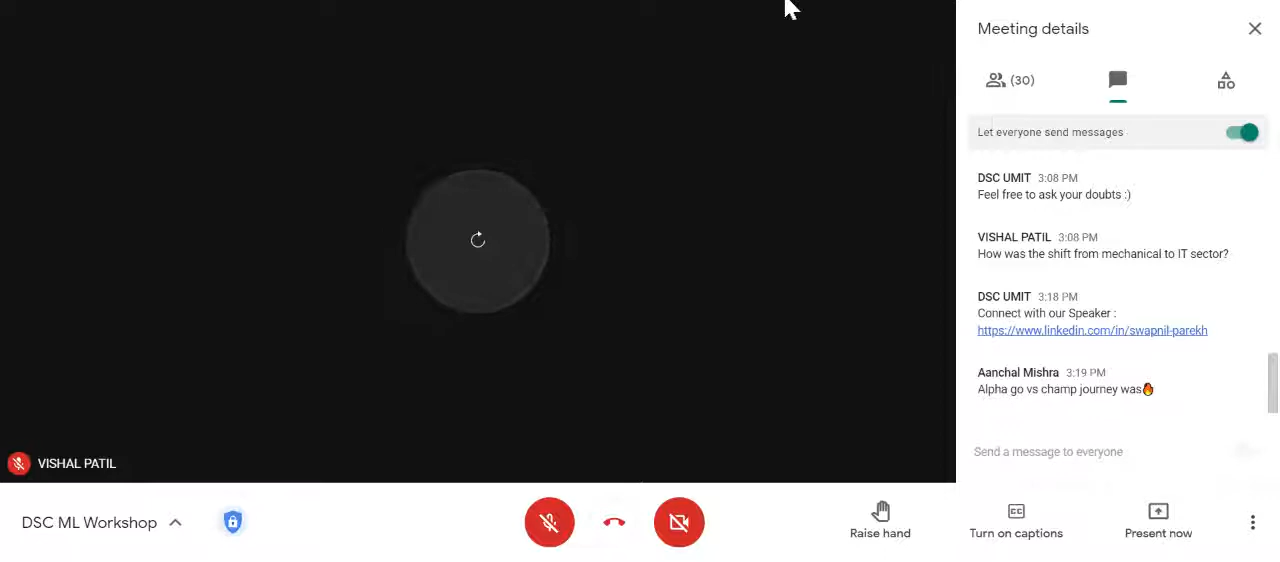 Meeting details
(30)
Let everyone send messages
DSC UMIT 3:08 PM
Feel free to ask your doubts :)
VISHAL PATIL 3:08 PM
How was the shift from mechanical to IT sector?
DSC UMIT 3:18 PM
Connect with our Speaker :
https://www.linkedin.com/in/swapnil-parekh
Aanchal Mishra 3:19 PM
Alpha go vs champ journey was🔥
Send a message to everyone
VISHAL PATIL
DSC ML Workshop
Raise hand
CC
Turn on captions
Present now